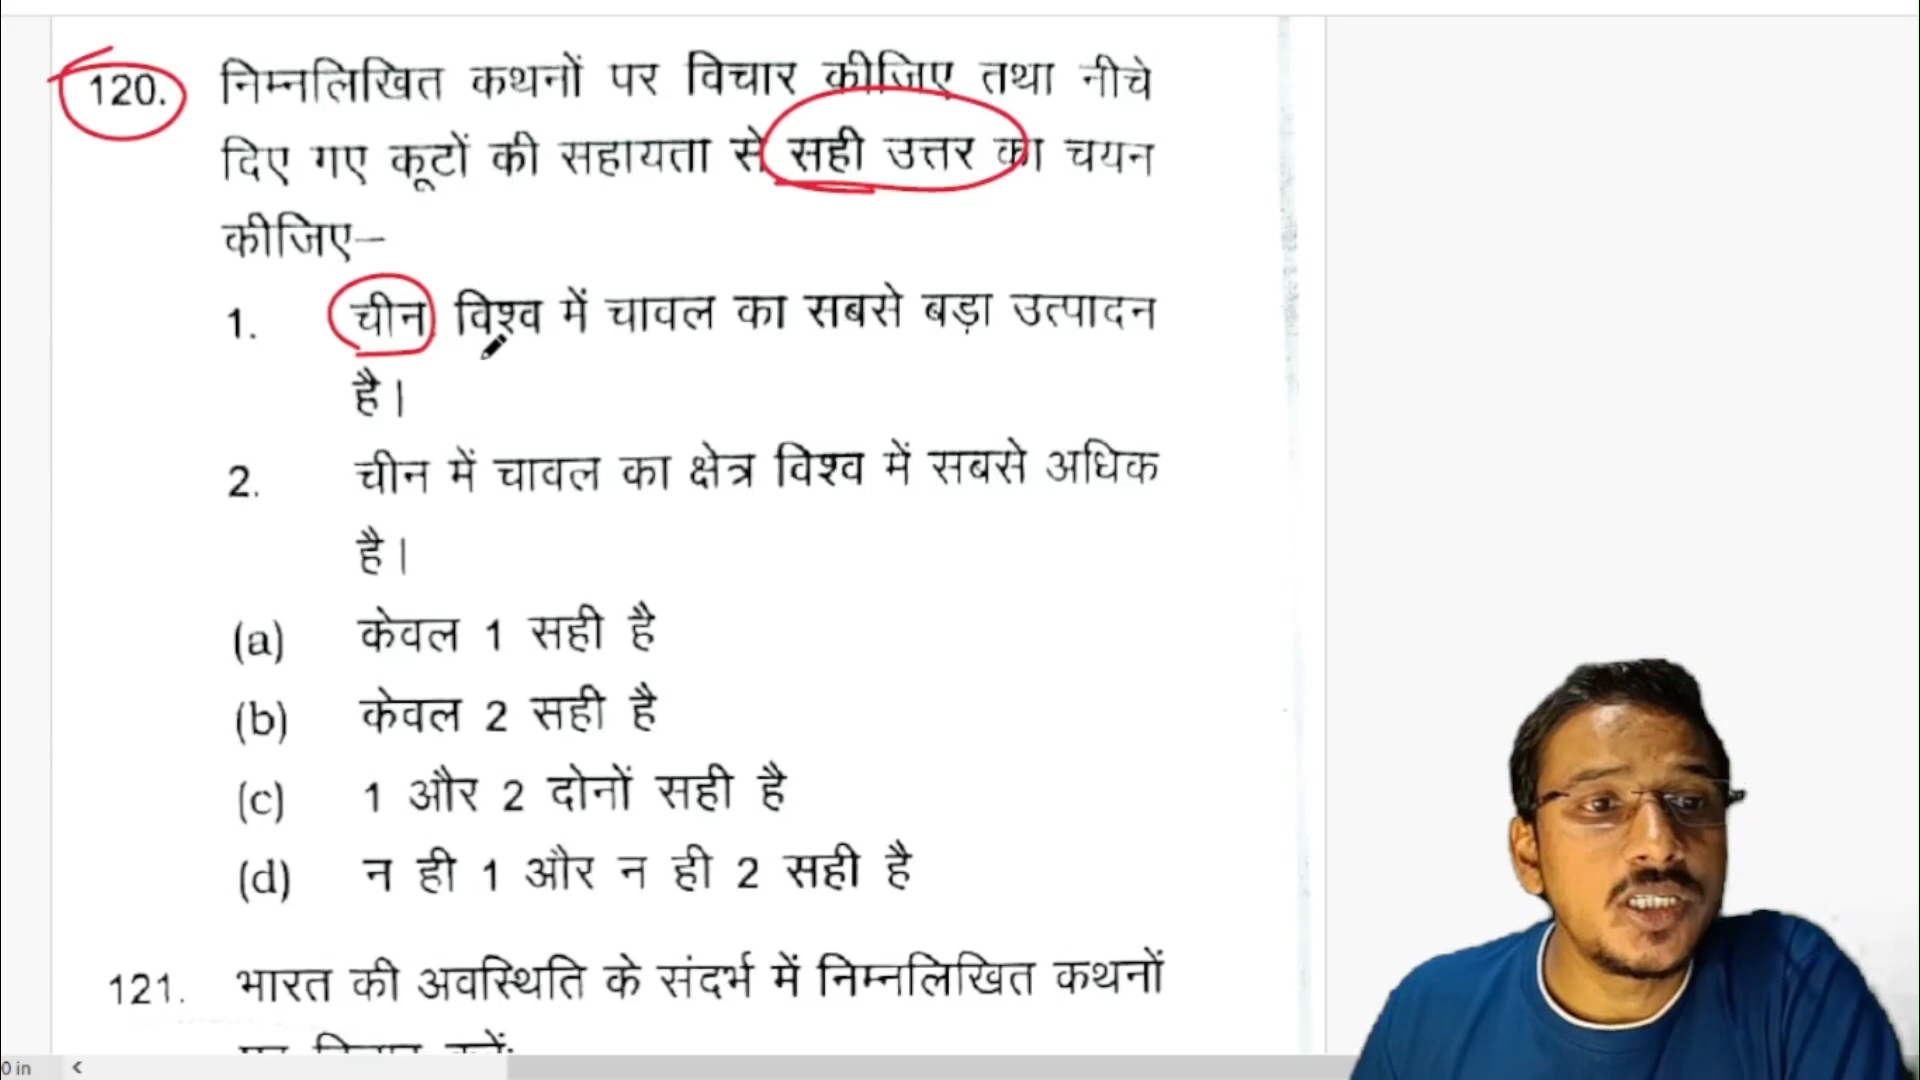 120. निम्नलिखित कथनों पर विचार कीजिए तथा नीचे
दिए गए कूटों की सहायता से सही उत्तर का चयन
कीजिए–
1. चीन विश्व में चावल का सबसे बड़ा उत्पादन
है।
2. चीन में चावल का क्षेत्र विश्व में सबसे अधिक
है।
(a) केवल 1 सही है
(b) केवल 2 सही है
(c) 1 और 2 दोनों सही है
(d) न ही 1 और न ही 2 सही है
121. भारत की अवस्थिति के संदर्भ में निम्नलिखित कथनों
0 in